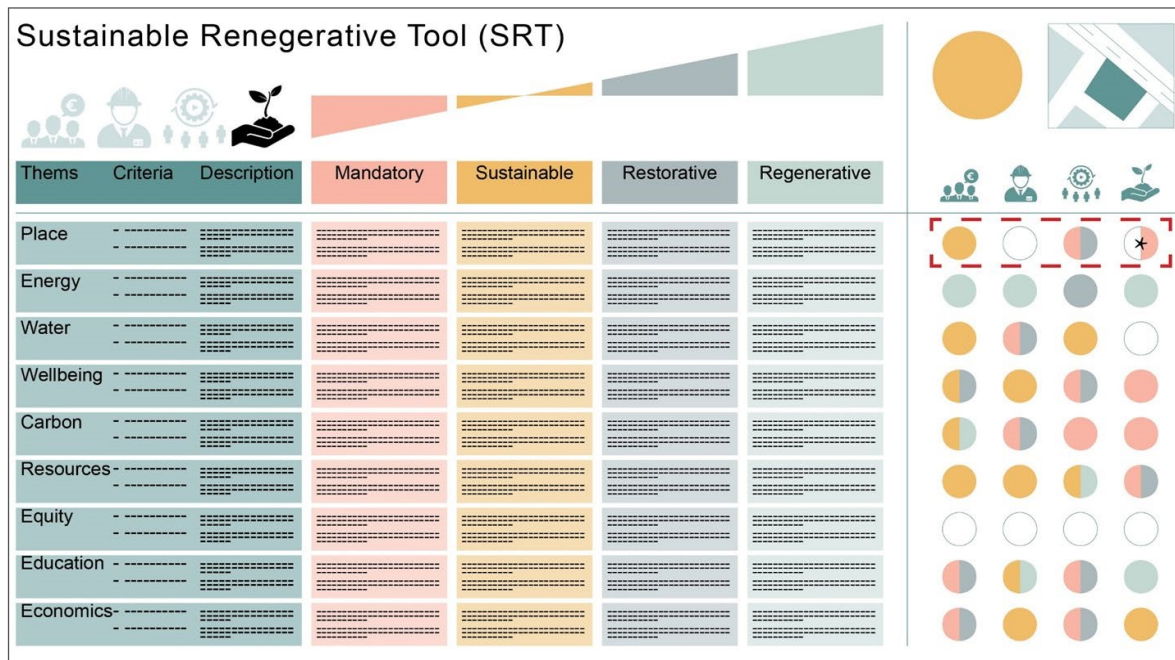 Sustainable Renegerative Tool (SRT)
€
€
Thems Criteria Description Mandatory Sustainable Restorative Regenerative
Place
Energy
Water
Wellbeing
Carbon
Resources
Equity
Education
Economics